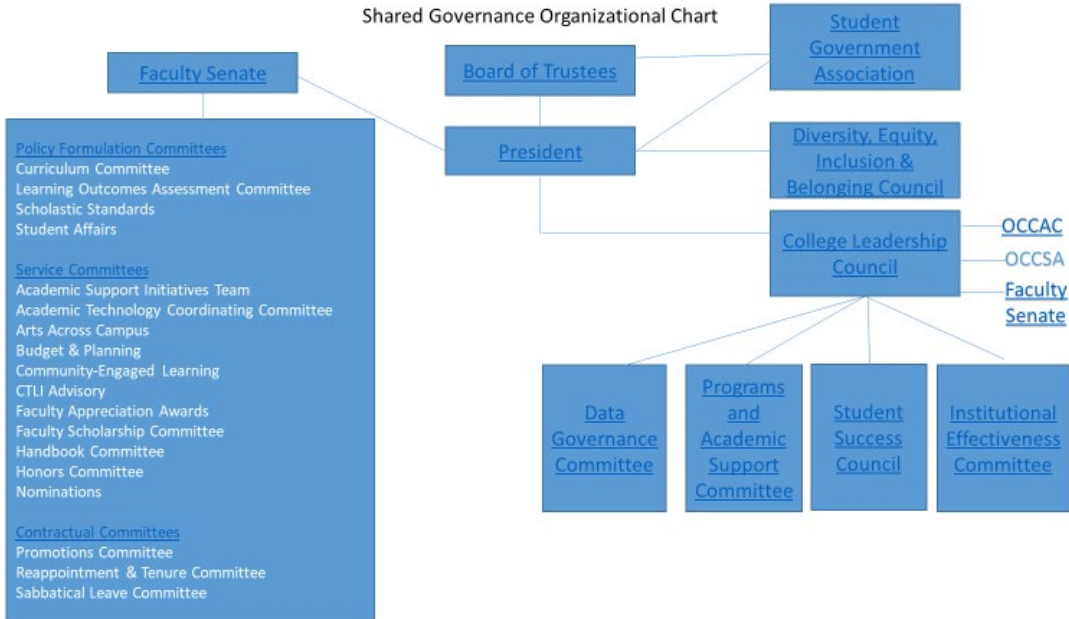 Shared Governance Organizational Chart
Faculty Senate
Board of Trustees
Student
Government
Association
President
Diversity, Equity,
Inclusion &
Belonging Council
Policy Formulation Committees
Curriculum Committee
Learning Outcomes Assessment Committee
Scholastic Standards
Student Affairs
Service Committees
Academic Support Initiatives Team
Academic Technology Coordinating Committee
Arts Across Campus
Budget & Planning
Community-Engaged Learning
CTLI Advisory
Faculty Appreciation Awards
Faculty Scholarship Committee
Handbook Committee
Honors Committee
Nominations
Contractual Committees
Promotions Committee
Reappointment & Tenure Committee
Sabbatical Leave Committee
College Leadership
Council
OCCAC
OCCSA
Faculty
Senate
Data
Governance
Committee
Programs
and
Academic
Support
Committee
Student
Success
Council
Institutional
Effectiveness
Committee